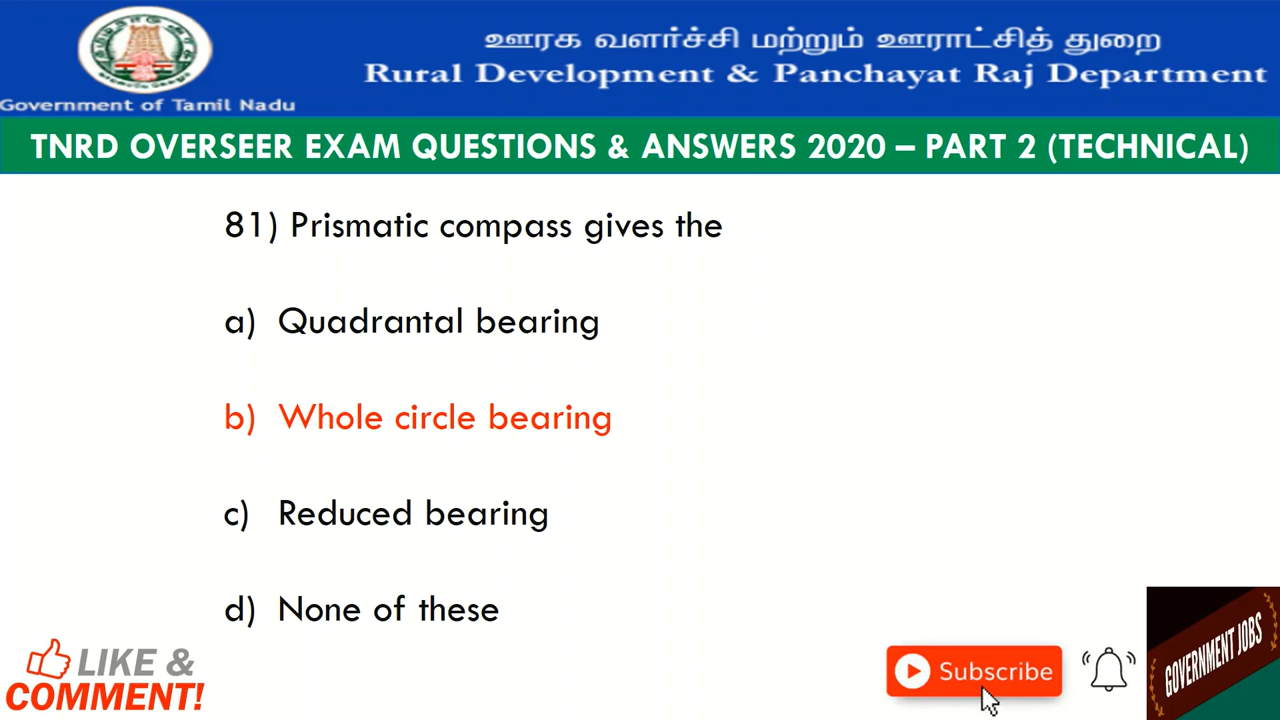 ஊரக வளர்ச்சி மற்றும் ஊராட்சித் துறை
Rural Development & Panchayat Raj Department
Government of Tamil Nadu
TNRD OVERSEER EXAM QUESTIONS & ANSWERS 2020 – PART 2 (TECHNICAL)
81) Prismatic compass gives the
a) Quadrantal bearing
b) Whole circle bearing
c) Reduced bearing
d) None of these
LIKE &
COMMENT!
Subscribe
GOVERNMENT JOBS